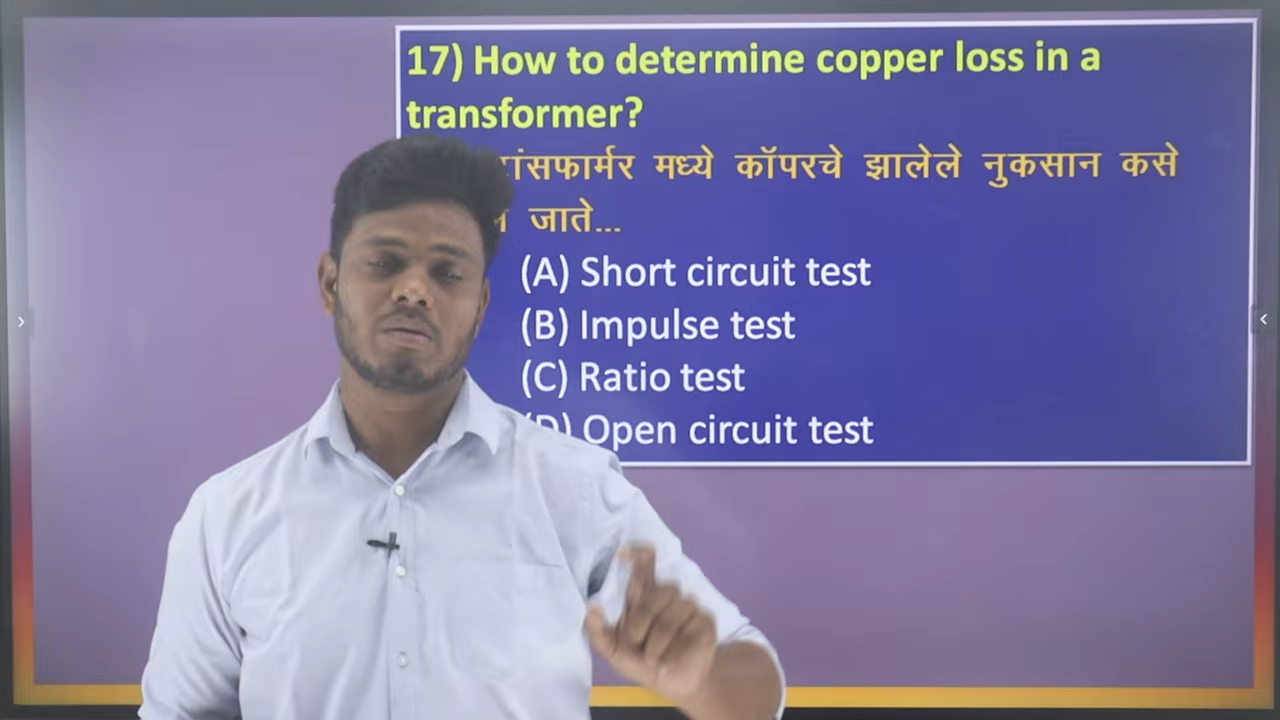 17) How to determine copper loss in a
transformer?
मध्ये कॉपरचे झालेले नुकसान कसे
जाते...
(A) Short circuit test
(B) Impulse test
(C) Ratio test
(D) Open circuit test